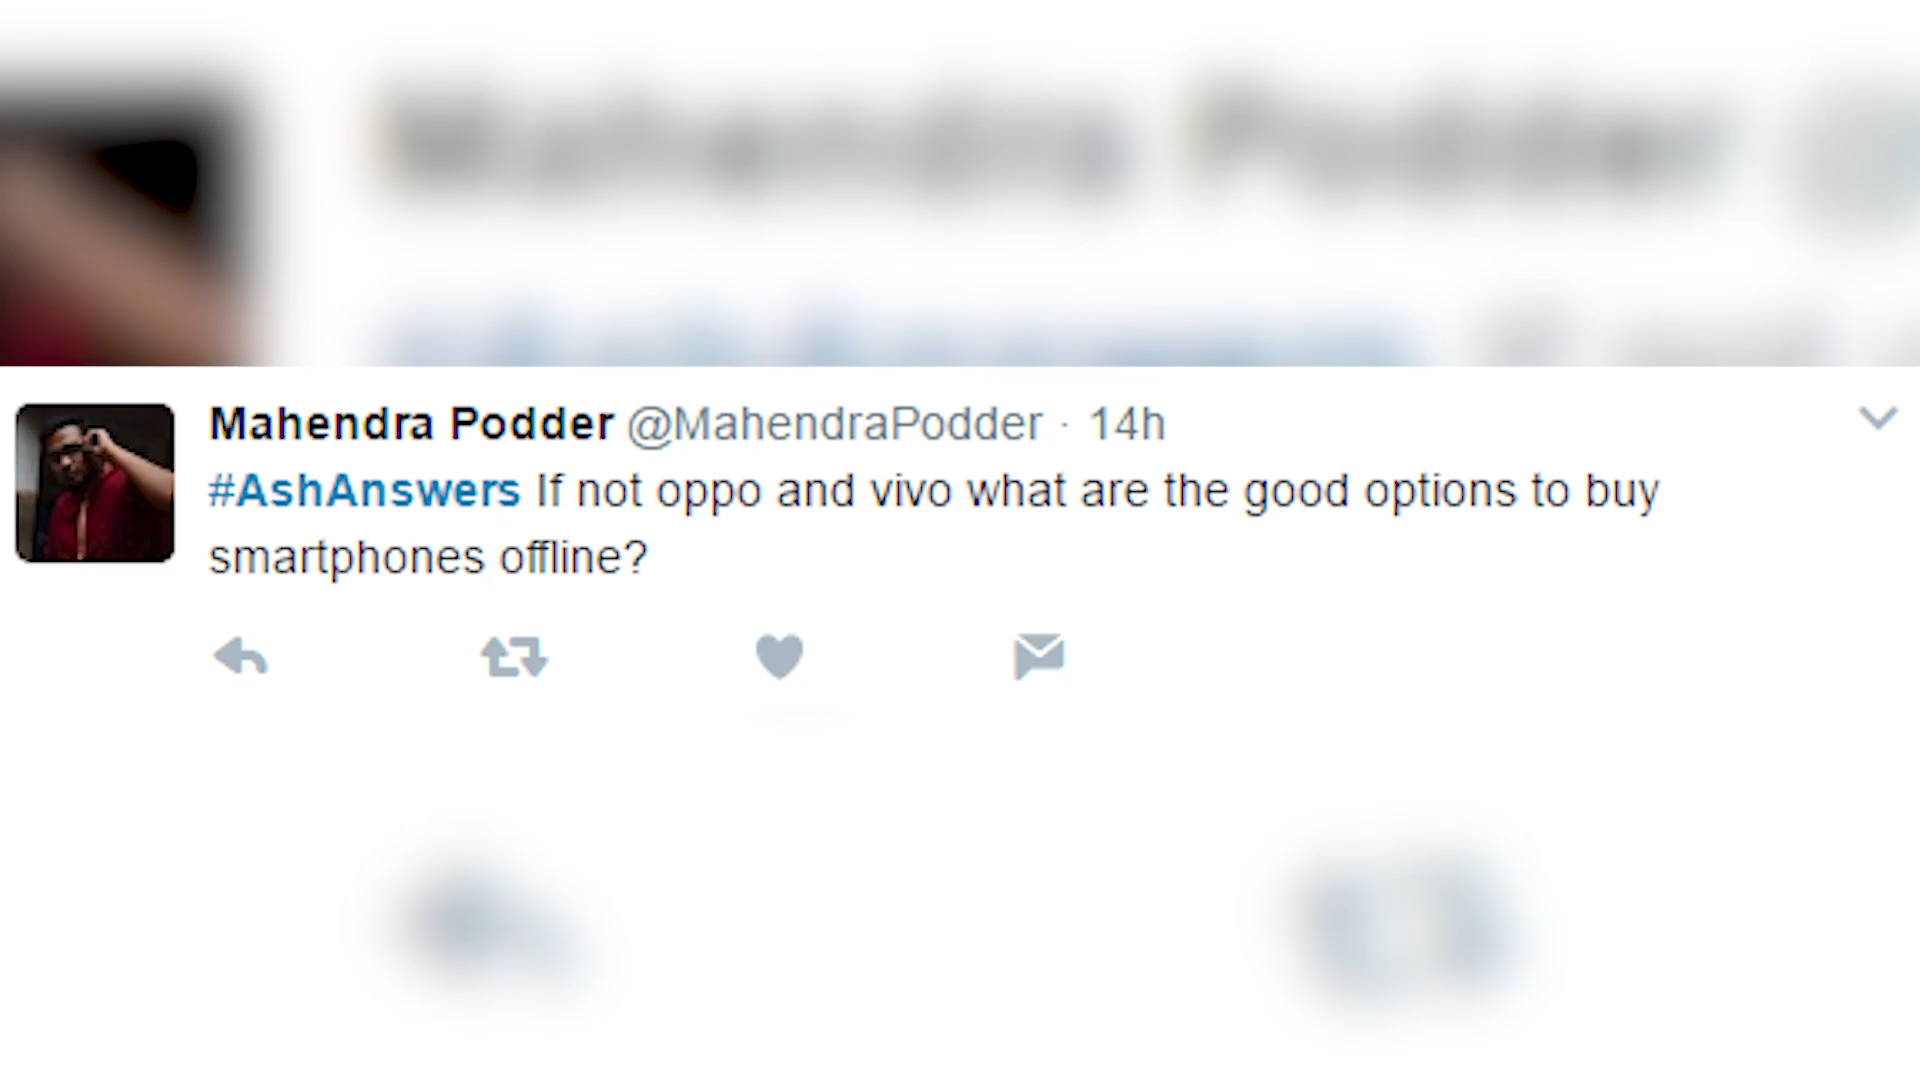 Mahendra Podder @MahendraPodder · 14h
#AshAnswers If not oppo and vivo what are the good options to buy
smartphones offline?